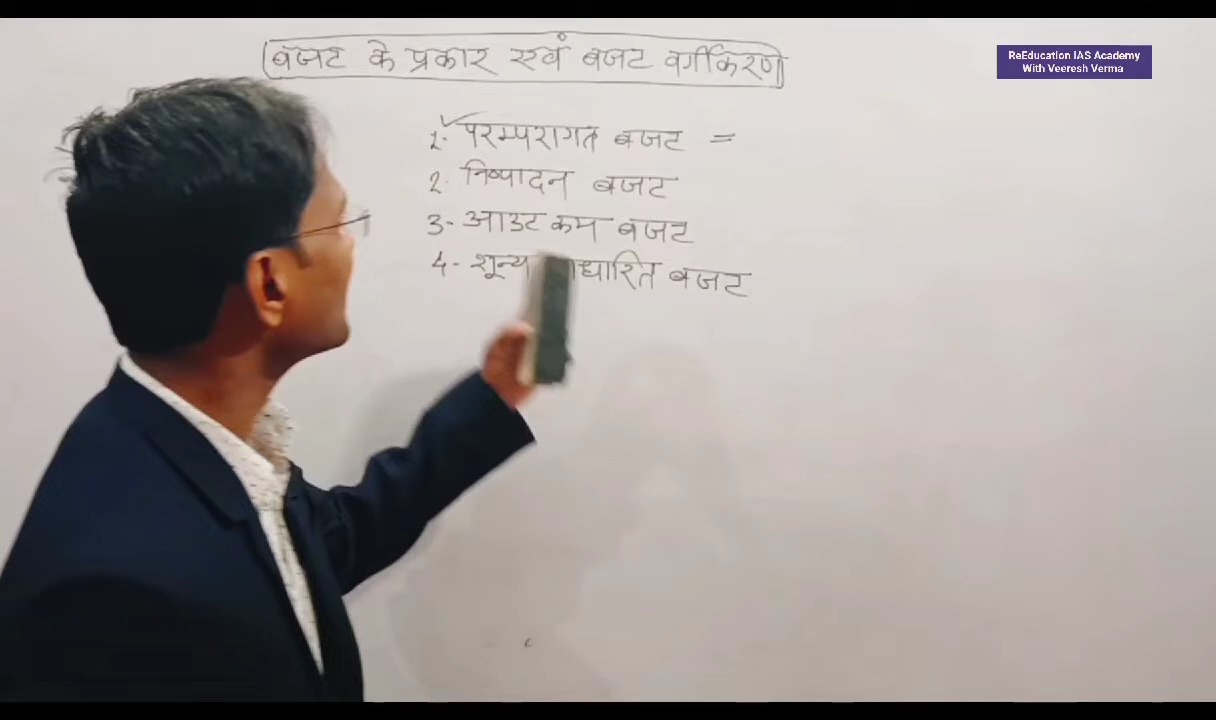 बजट के प्रकार एवं बजट वर्गीकरण
ReEducation IAS Academy
With Veeresh Verma
1. परम्परागत बजट =
2. निष्पादन बजट
3- आउट कम बजट
4- शून्य बजट